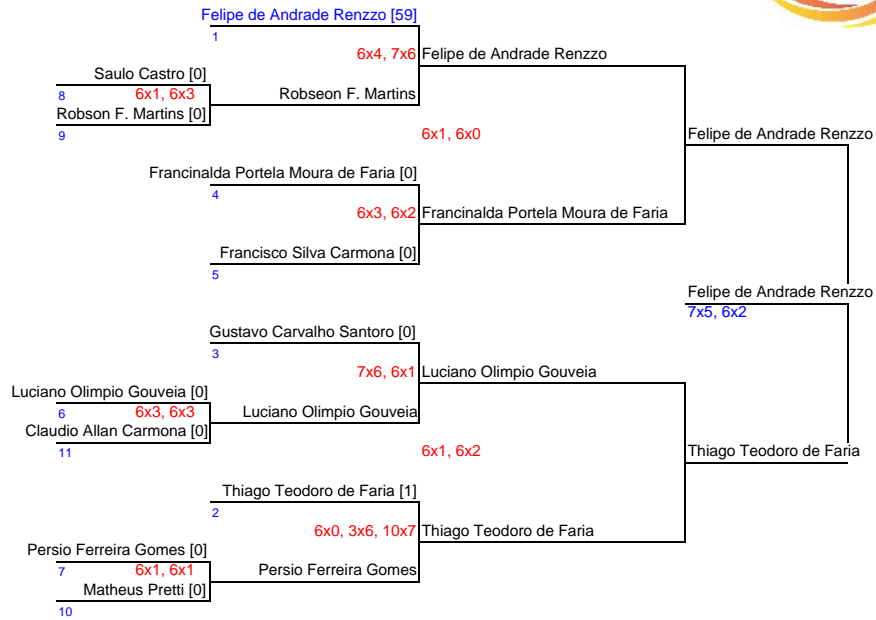 Felipe de Andrade Renzzo [59]
1
6x4, 7x6 Felipe de Andrade Renzzo
Saulo Castro [0]
8 6x1, 6x3 Robseon F. Martins
Robson F. Martins [0]
9
6x1, 6x0 Felipe de Andrade Renzzo
Francinalda Portela Moura de Faria [0]
4
6x3, 6x2 Francinalda Portela Moura de Faria
Francisco Silva Carmona [0]
5
Felipe de Andrade Renzzo
7x5, 6x2
Gustavo Carvalho Santoro [0]
3
7x6, 6x1 Luciano Olimpio Gouveia
Luciano Olimpio Gouveia [0]
6 6x3, 6x3 Luciano Olimpio Gouveia
Claudio Allan Carmona [0]
11
6x1, 6x2 Thiago Teodoro de Faria
Thiago Teodoro de Faria [1]
2
6x0, 3x6, 10x7 Thiago Teodoro de Faria
Persio Ferreira Gomes [0]
7 6x1, 6x1 Persio Ferreira Gomes
Matheus Pretti [0]
10